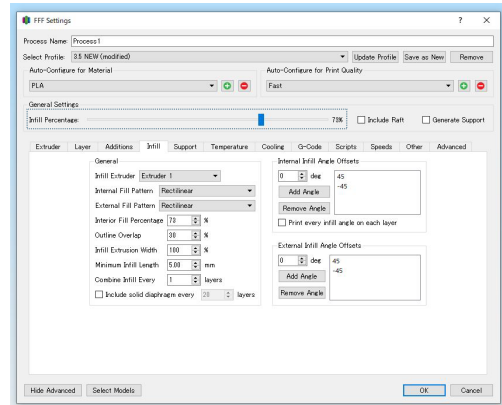 FFF Settings ? ×
Process Name: Process1
Select Profile: 3.5 NEW (modified) Update Profile Save as New Remove
Auto-Configure for Material Auto-Configure for Print Quality
PLA Fast
General Settings
Infill Percentage: 73% Include Raft Generate Support
Extruder Layer Additions Infill Support Temperature Cooling G-Code Scripts Speeds Other Advanced
General
Infill Extruder Extruder 1
Internal Fill Pattern Rectilinear
External Fill Pattern Rectilinear
Interior Fill Percentage 73 %
Outline Overlap 30 %
Infill Extrusion Width 100 %
Minimum Infill Length 5.00 mm
Combine Infill Every 1 layers
Include solid diaphragm every 20 layers
Internal Infill Angle Offsets
0 deg
Add Angle
Remove Angle
45
-45
Print every infill angle on each layer
External Infill Angle Offsets
0 deg
Add Angle
Remove Angle
45
-45
Hide Advanced Select Models OK Cancel